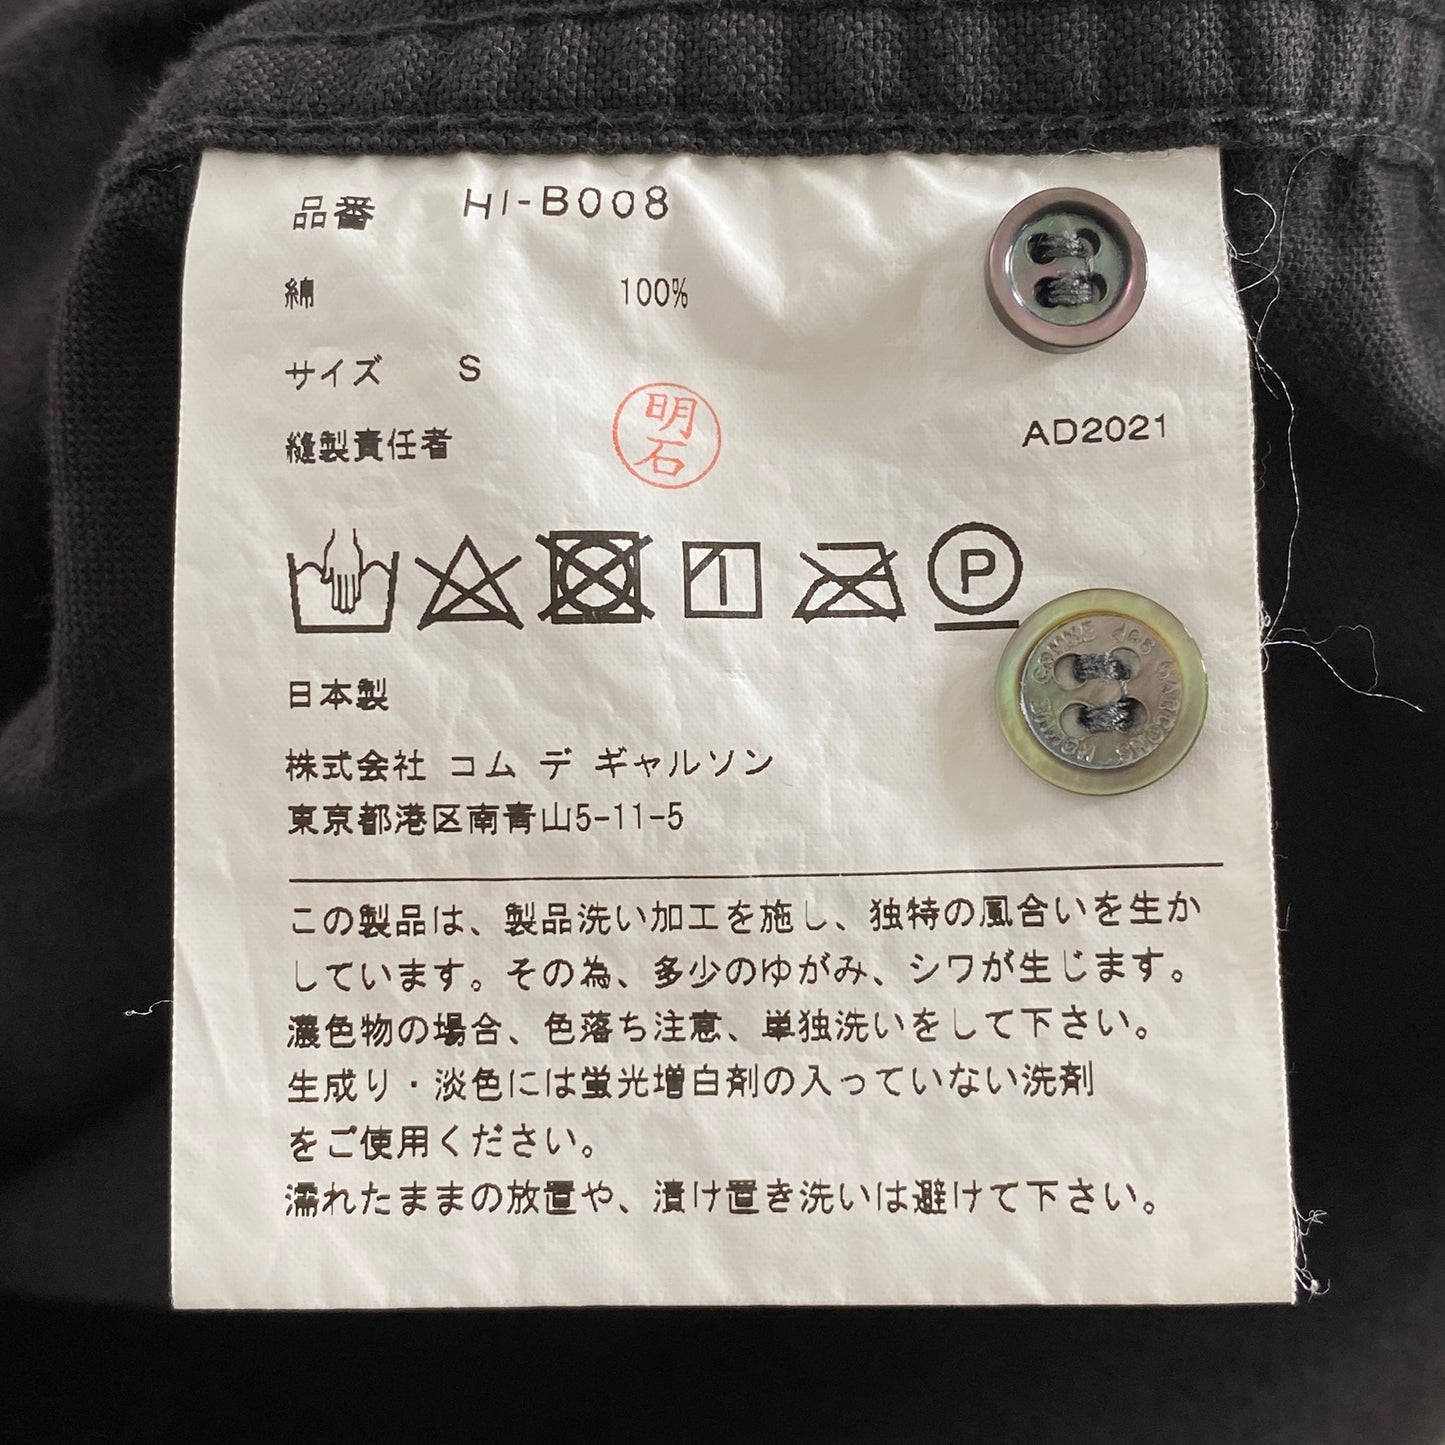 品番 HI-B008
綿 100%
サイズ S
縫製責任者 明石 AD2021
1
P
日本製
株式会社 コム デ ギャルソン
東京都港区南青山5-11-5
この製品は、製品洗い加工を施し、独特の風合いを生か
しています。その為、多少のゆがみ、シワが生じます。
濃色物の場合、色落ち注意、単独洗いをして下さい。
生成り・淡色には蛍光増白剤の入っていない洗剤
をご使用ください。
濡れたままの放置や、漬け置き洗いは避けて下さい。
COMME des GARCONS HOMME